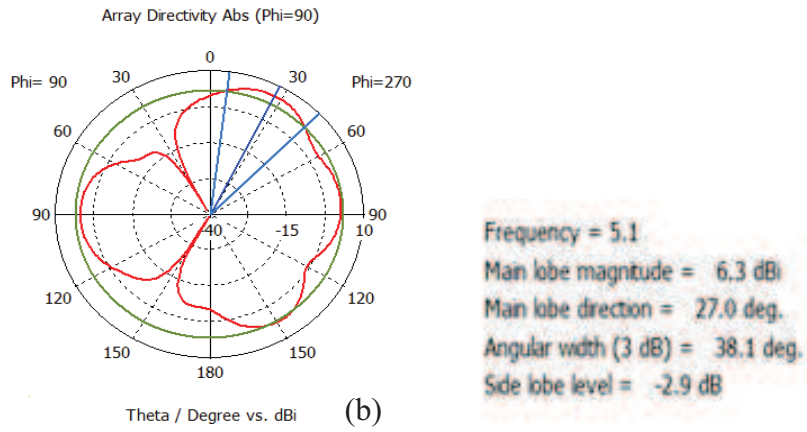 Array Directivity Abs (Phi=90)
0
Phi= 90 30 30 Phi=270
60 60
90 -40 -15 10 90
120 120
150 150
180
Theta / Degree vs. dBi (b)
Frequency = 5.1
Main lobe magnitude = 6.3 dBi
Main lobe direction = 27.0 deg.
Angular width (3 dB) = 38.1 deg.
Side lobe level = -2.9 dB